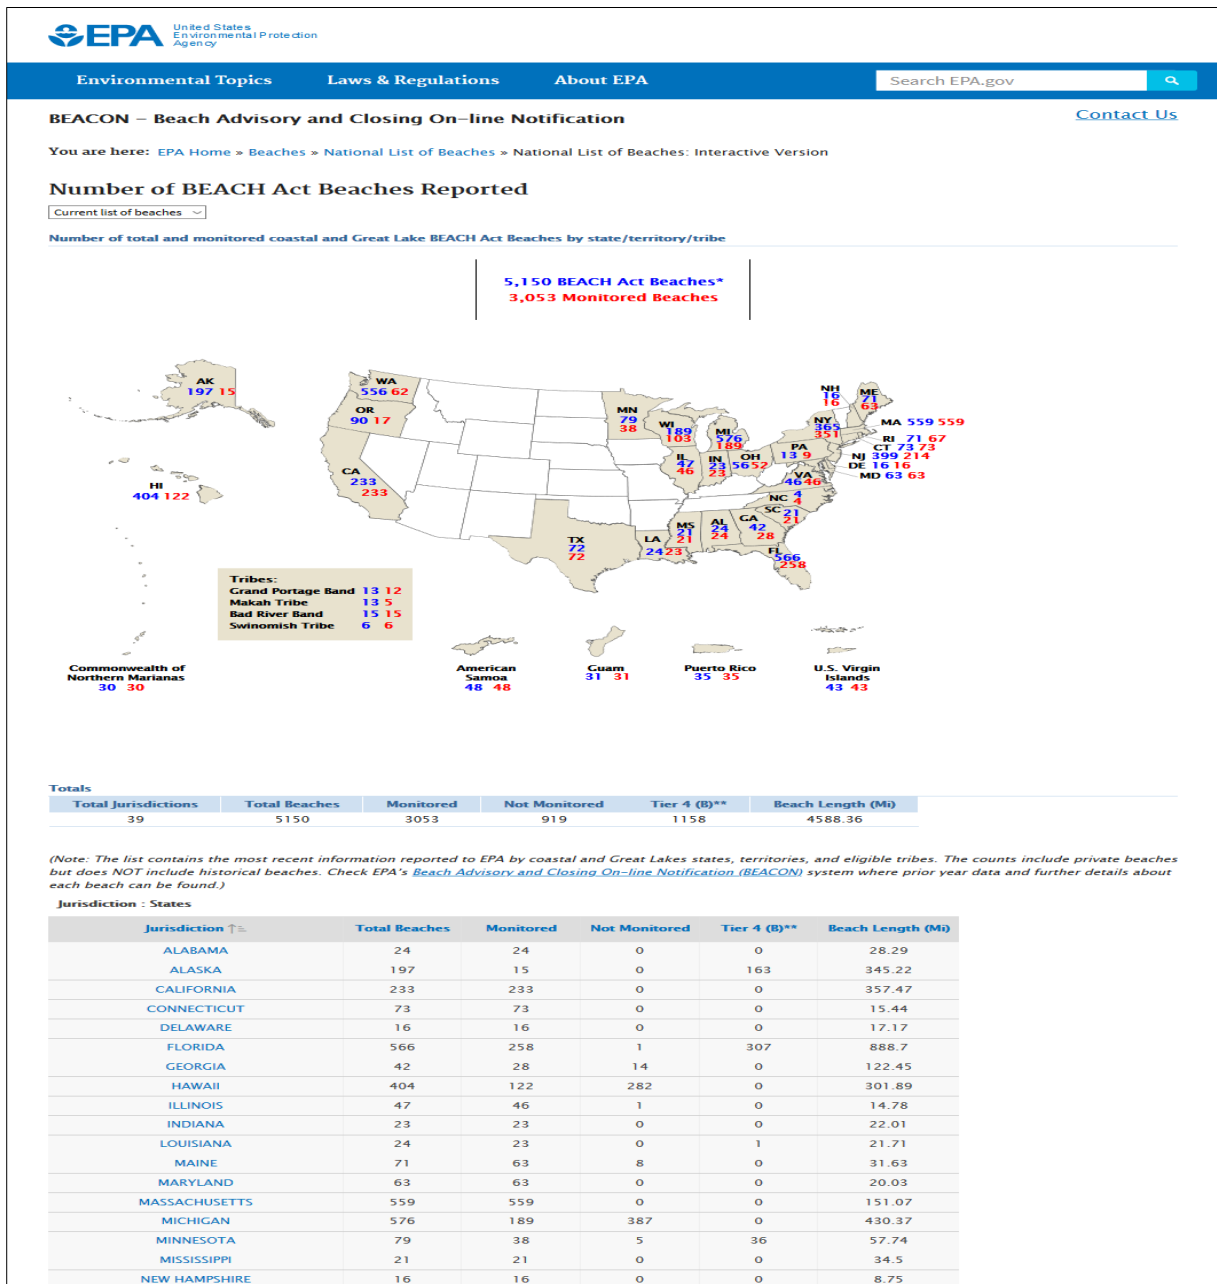 EPA United States
Environmental Protection
Agency
Environmental Topics Laws & Regulations About EPA Search EPA.gov
BEACON – Beach Advisory and Closing On-line Notification Contact Us
You are here: EPA Home » Beaches » National List of Beaches » National List of Beaches: Interactive Version
Number of BEACH Act Beaches Reported
Current list of beaches
Number of total and monitored coastal and Great Lake BEACH Act Beaches by state/territory/tribe
5,150 BEACH Act Beaches*
3,053 Monitored Beaches
AK
197 15
WA
556 62
OR
90 17
CA
233
233
HI
404 122
MN
79
38
WI
189
103
MI
576
189
IL
47
46
IN
23
23
OH
56 52
NH
16
16
ME
71
63
NY
365
351
MA 559 559
RI 71 67
CT 73 73
NJ 399 214
DE 16 16
MD 63 63
PA
13 9
VA
46 46
NC 4
4
SC 21
21
GA
42
28
AL
24
24
MS
21
21
LA
24 23
TX
72
72
FL
566
258
Tribes:
Grand Portage Band 13 12
Makah Tribe 13 5
Bad River Band 15 15
Swinomish Tribe 6 6
Commonwealth of
Northern Marianas
30 30
American
Samoa
48 48
Guam
31 31
Puerto Rico
35 35
U.S. Virgin
Islands
43 43
Totals
Total Jurisdictions Total Beaches Monitored Not Monitored Tier 4 (B)** Beach Length (Mi)
39 5150 3053 919 1158 4588.36
(Note: The list contains the most recent information reported to EPA by coastal and Great Lakes states, territories, and eligible tribes. The counts include private beaches
but does NOT include historical beaches. Check EPA's Beach Advisory and Closing On-line Notification (BEACON) system where prior year data and further details about
each beach can be found.)
Jurisdiction : States
Jurisdiction Total Beaches Monitored Not Monitored Tier 4 (B)** Beach Length (Mi)
ALABAMA 24 24 0 0 28.29
ALASKA 197 15 0 163 345.22
CALIFORNIA 233 233 0 0 357.47
CONNECTICUT 73 73 0 0 15.44
DELAWARE 16 16 0 0 17.17
FLORIDA 566 258 1 307 888.7
GEORGIA 42 28 14 0 122.45
HAWAII 404 122 282 0 301.89
ILLINOIS 47 46 1 0 14.78
INDIANA 23 23 0 0 22.01
LOUISIANA 24 23 0 1 21.71
MAINE 71 63 8 0 31.63
MARYLAND 63 63 0 0 20.03
MASSACHUSETTS 559 559 0 0 151.07
MICHIGAN 576 189 387 0 430.37
MINNESOTA 79 38 5 36 57.74
MISSISSIPPI 21 21 0 0 34.5
NEW HAMPSHIRE 16 16 0 0 8.75